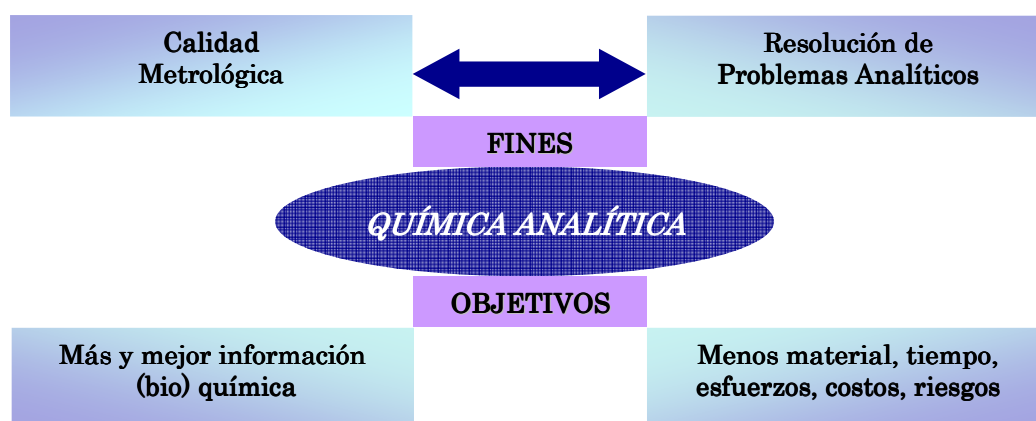 Calidad
Metrológica
Resolución de
Problemas Analíticos
FINES
QUÍMICA ANALÍTICA
OBJETIVOS
Más y mejor información
(bio) química
Menos material, tiempo,
esfuerzos, costos, riesgos